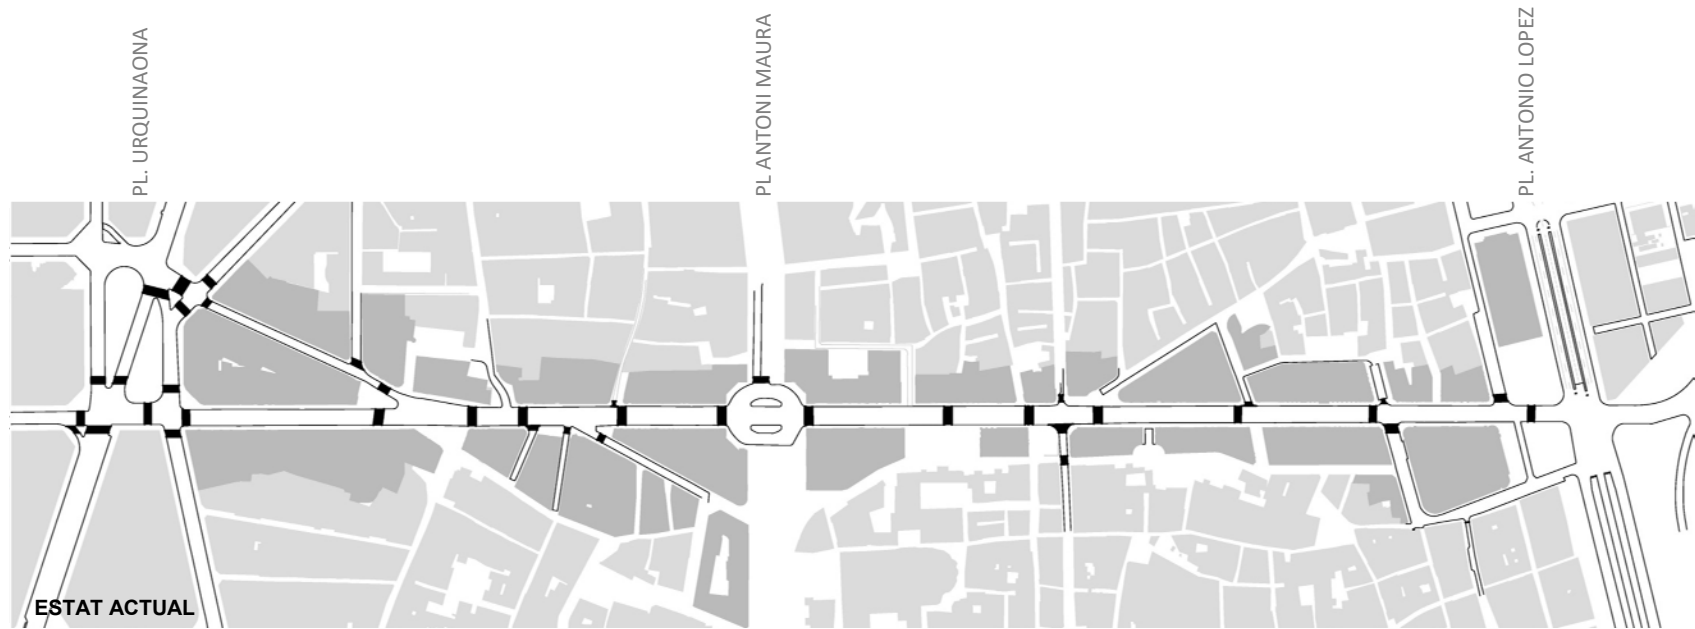 PL. URQUINAONA
PL ANTONI MAURA
PL. ANTONIO LOPEZ
ESTAT ACTUAL